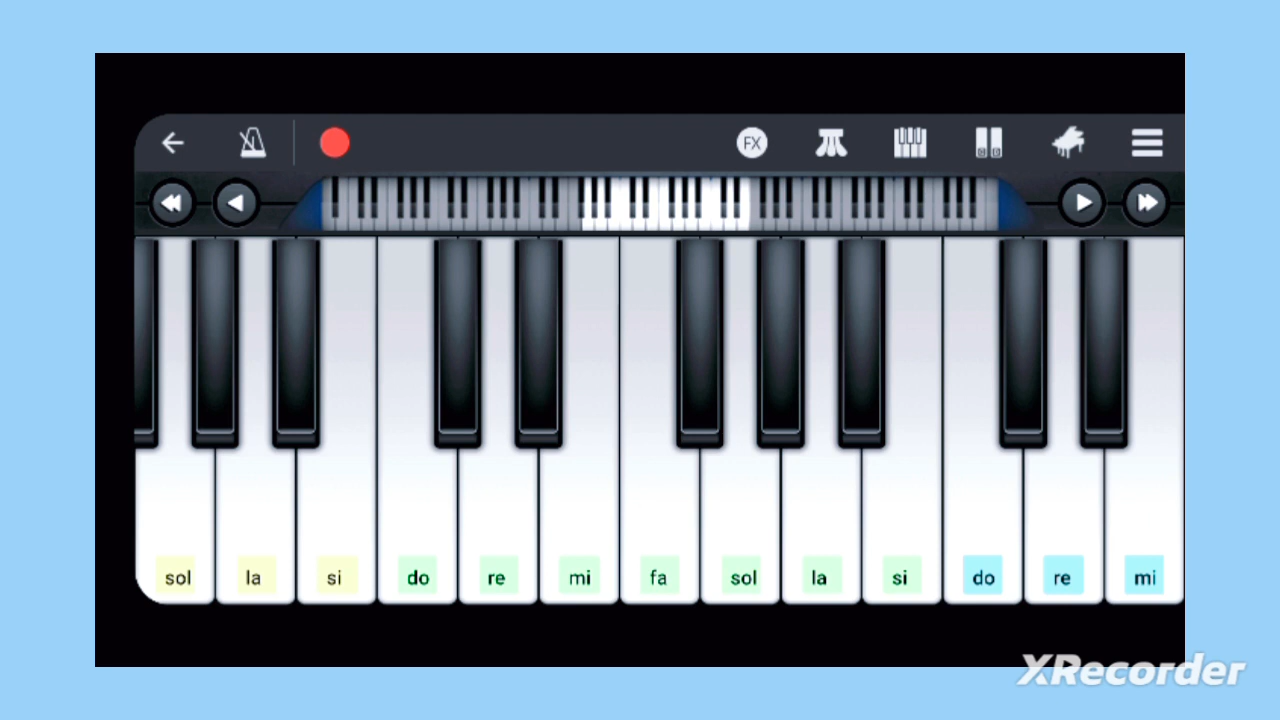 FX
sol la si do re mi fa sol la si do re mi
XRecorder